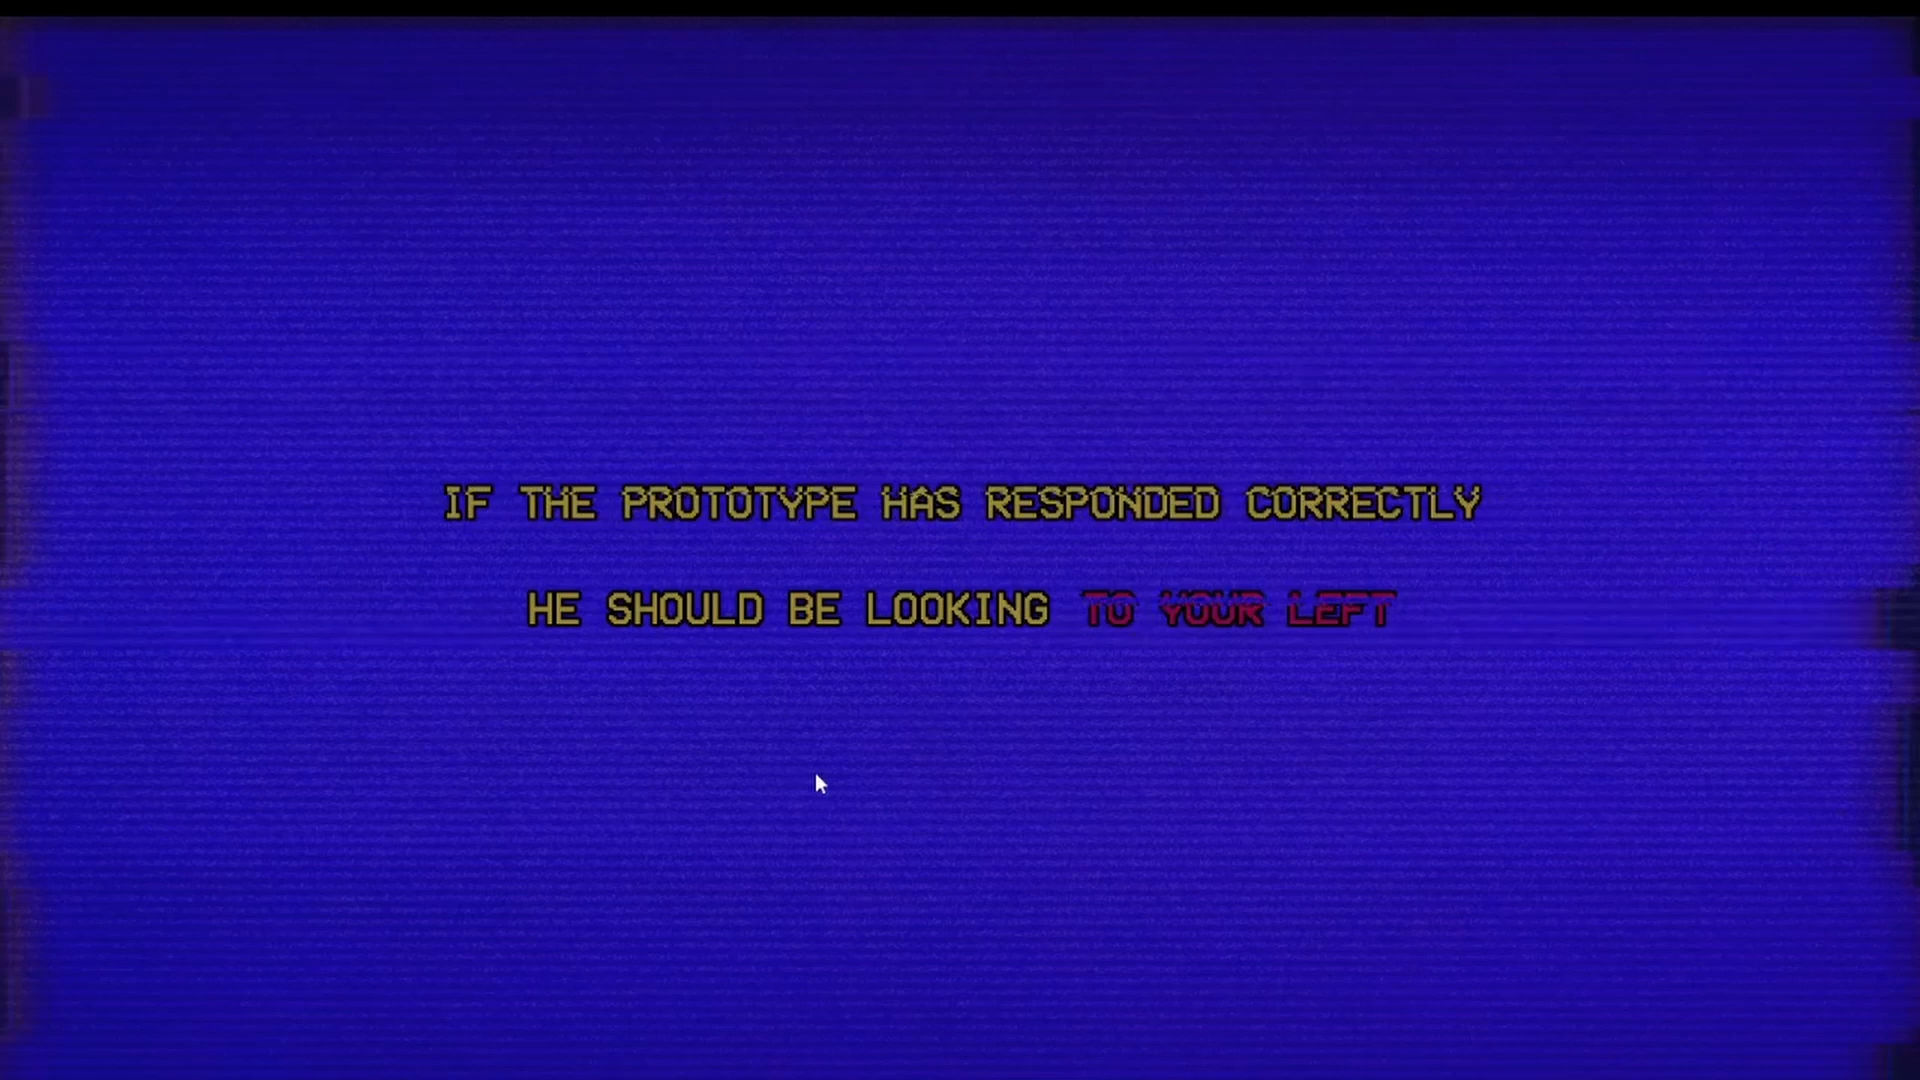 IF THE PROTOTYPE HAS RESPONDED CORRECTLY
HE SHOULD BE LOOKING TO YOUR LEFT